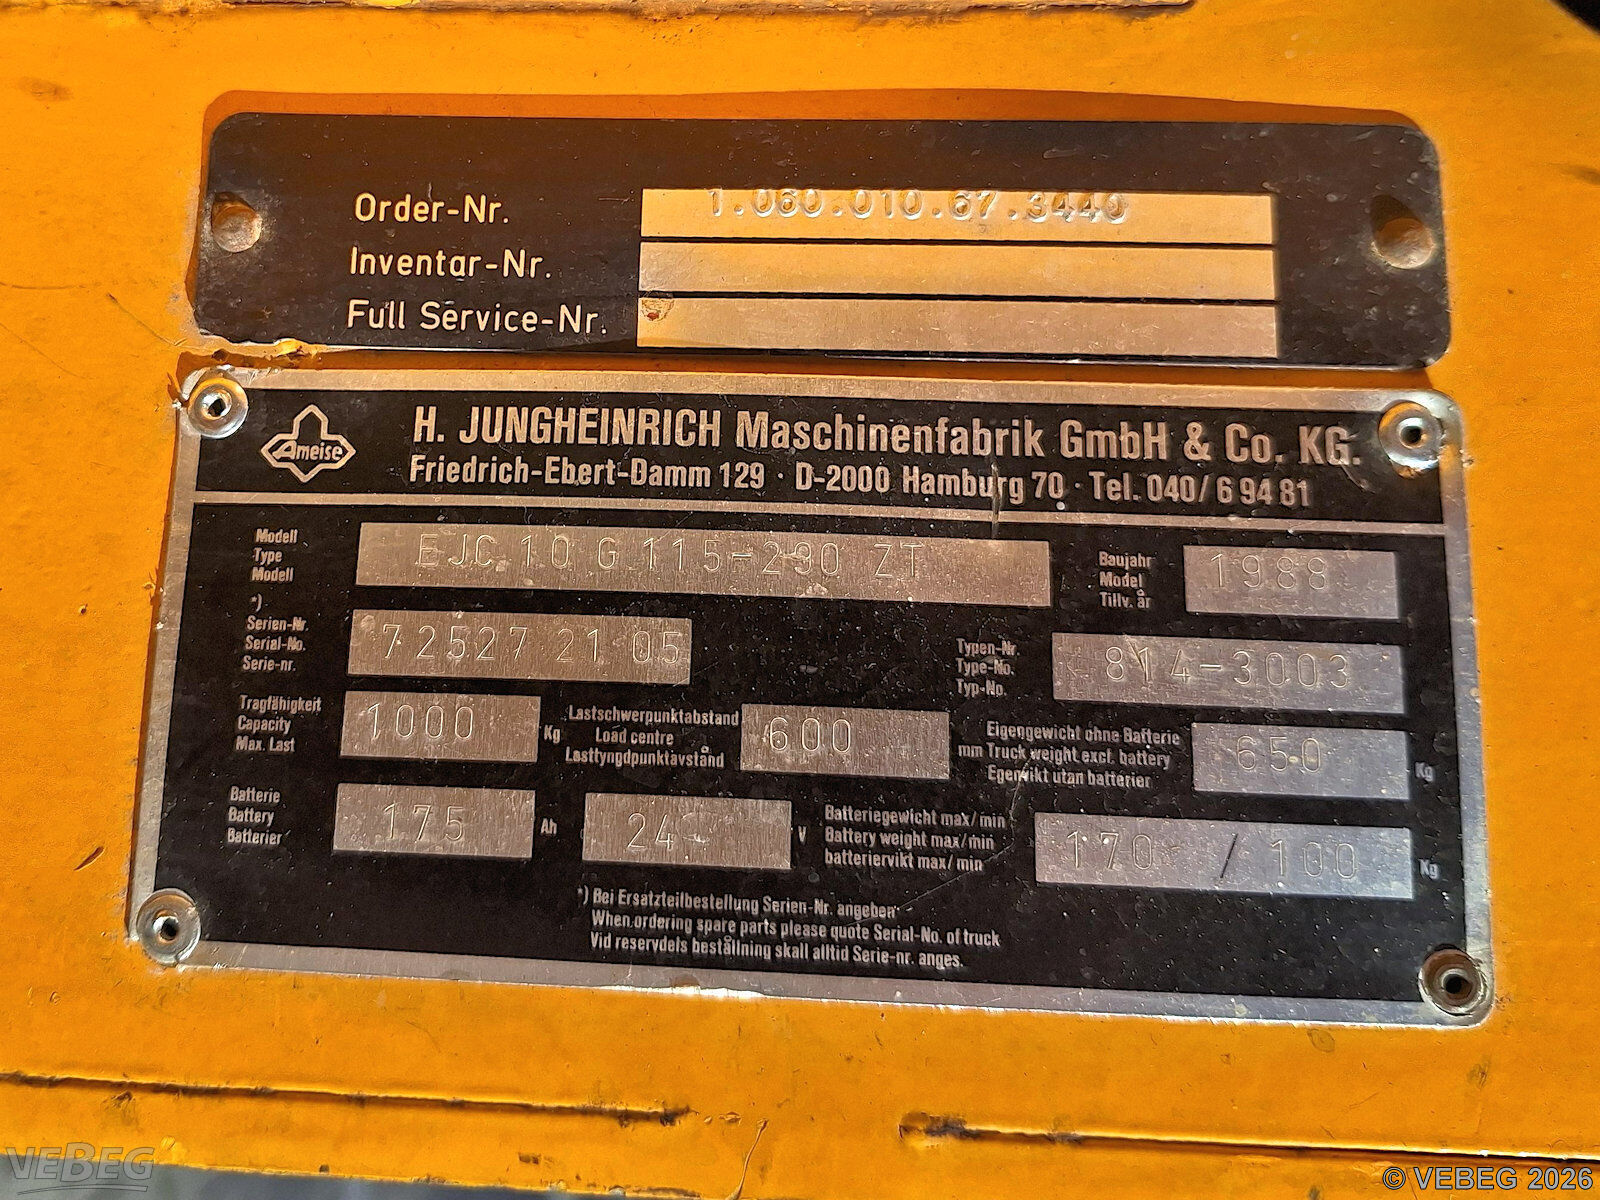 Order-Nr. 1.060.010.67.3440
Inventar-Nr.
Full Service-Nr.
Ameise
H. JUNGHEINRICH Maschinenfabrik GmbH & Co. KG.
Friedrich-Ebert-Damm 129 · D-2000 Hamburg 70 · Tel. 040/6 94 81
Modell
Type
Modell
EJC 10 G 115-290 ZT
Baujahr
Model
Tillv. år
1988
*)
Serien-Nr.
Serial-No.
Serie-nr.
72527 21 05
Typen-Nr.
Type-No.
Typ-No.
814-3003
Tragfähigkeit
Capacity
Max. Last
1000 Kg
Lastschwerpunktabstand
Load centre
Lasttyngdpunktavstånd
600 mm
Eigengewicht ohne Batterie
Truck weight excl. battery
Egenvikt utan batterier
650 Kg
Batterie
Battery
Batterier
175 Ah
24 V
Batteriegewicht max/min
Battery weight max/min
batteriervikt max/min
170 / 100 Kg
*) Bei Ersatzteilbestellung Serien-Nr. angeben
When ordering spare parts please quote Serial-No. of truck
Vid reservdels beställning skall alltid Serie-nr. anges.
VEBEG
© VEBEG 2026